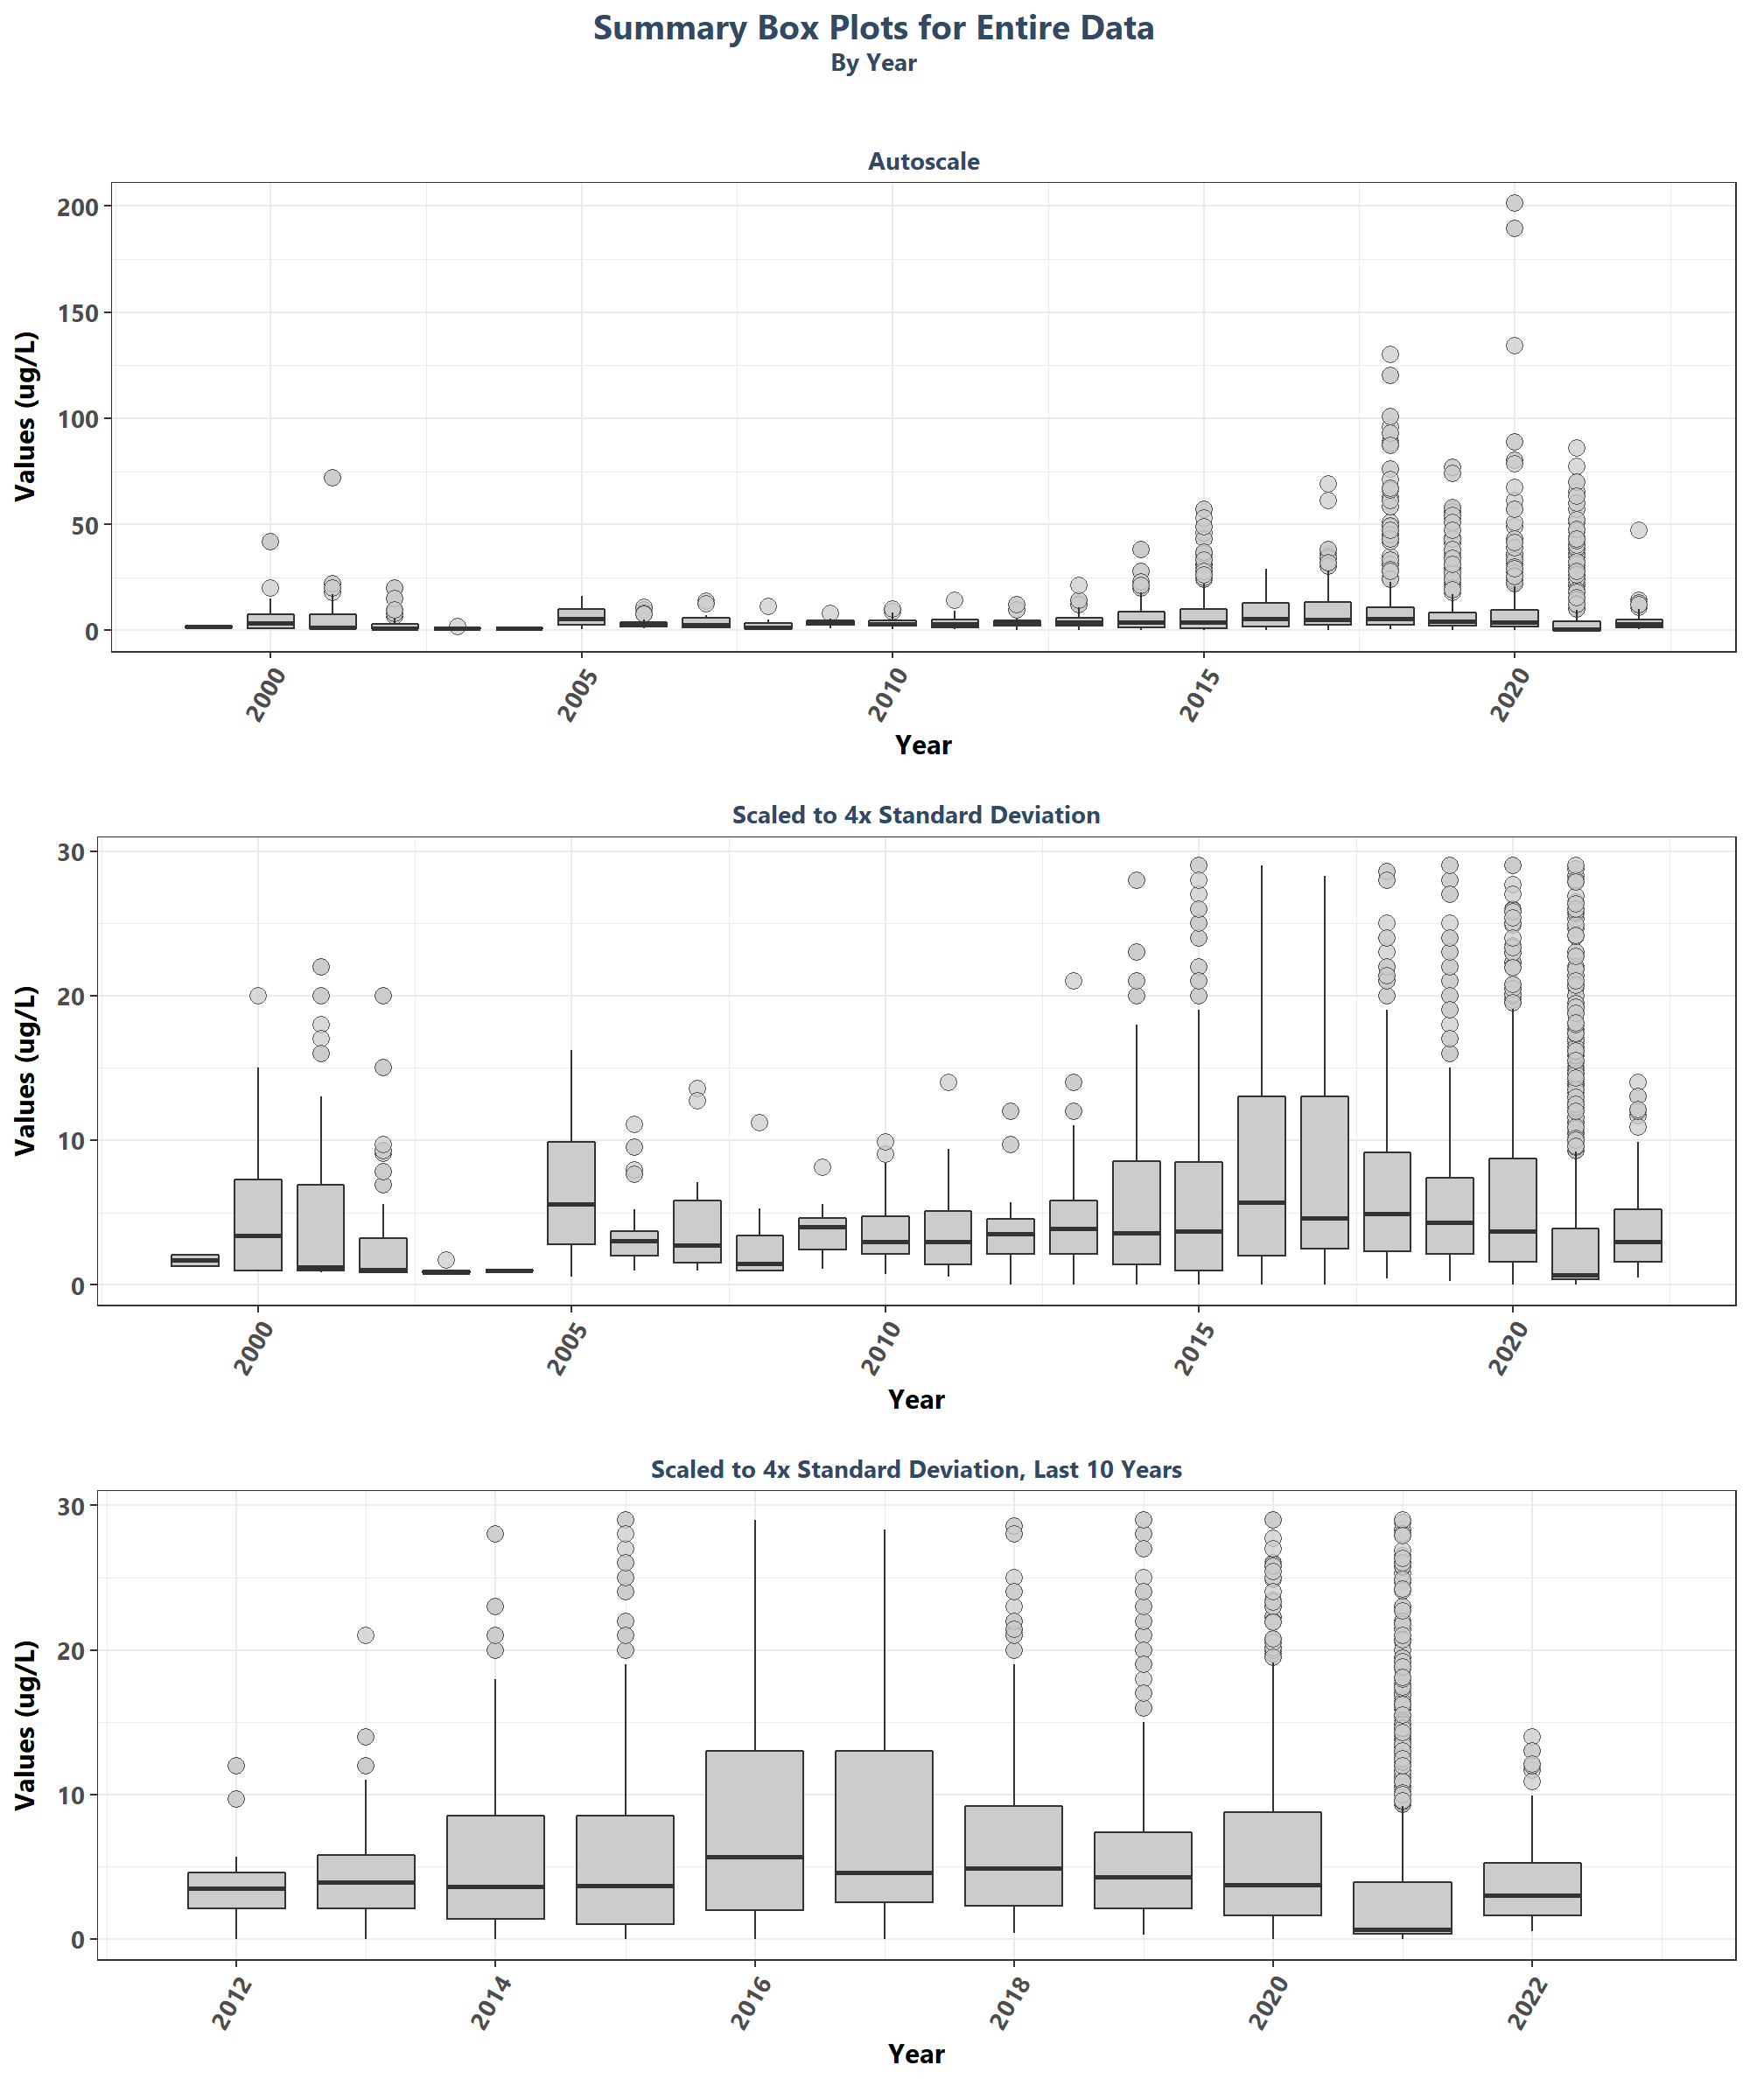 Summary Box Plots for Entire Data
By Year
Autoscale
Values (ug/L)
200
150
100
50
0
2000
2005
2010
2015
2020
Year
Scaled to 4x Standard Deviation
Values (ug/L)
30
20
10
0
2000
2005
2010
2015
2020
Year
Scaled to 4x Standard Deviation, Last 10 Years
Values (ug/L)
30
20
10
0
2012
2014
2016
2018
2020
2022
Year